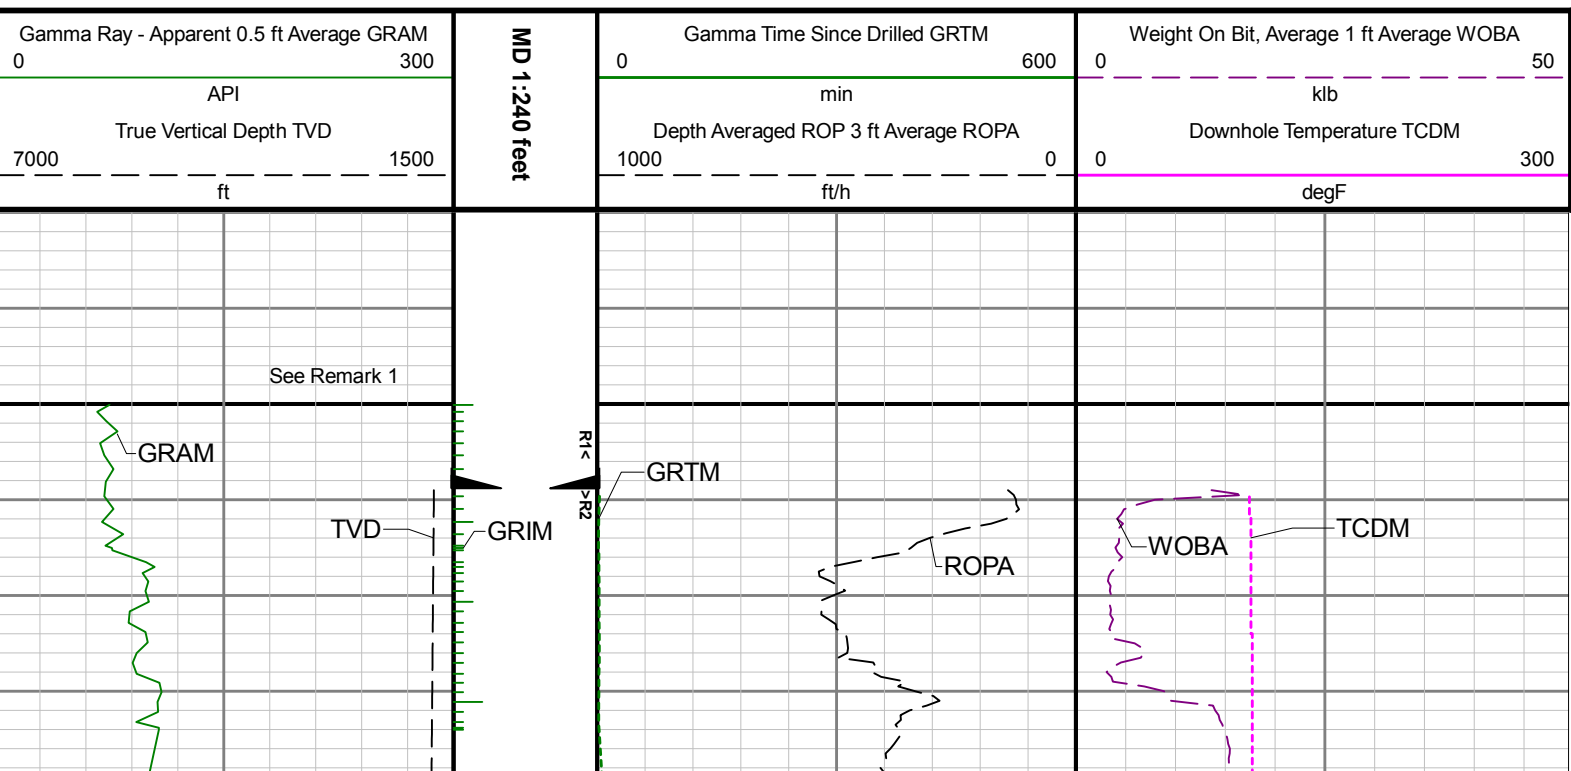 Gamma Ray - Apparent 0.5 ft Average GRAM
0 300
API
True Vertical Depth TVD
7000 1500
ft
MD 1:240 feet
Gamma Time Since Drilled GRTM
0 600
min
Depth Averaged ROP 3 ft Average ROPA
1000 0
ft/h
Weight On Bit, Average 1 ft Average WOBA
0 50
klb
Downhole Temperature TCDM
0 300
degF
See Remark 1
GRAM
R1<
>R2
GRTM
TVD
GRIM
ROPA
WOBA
TCDM